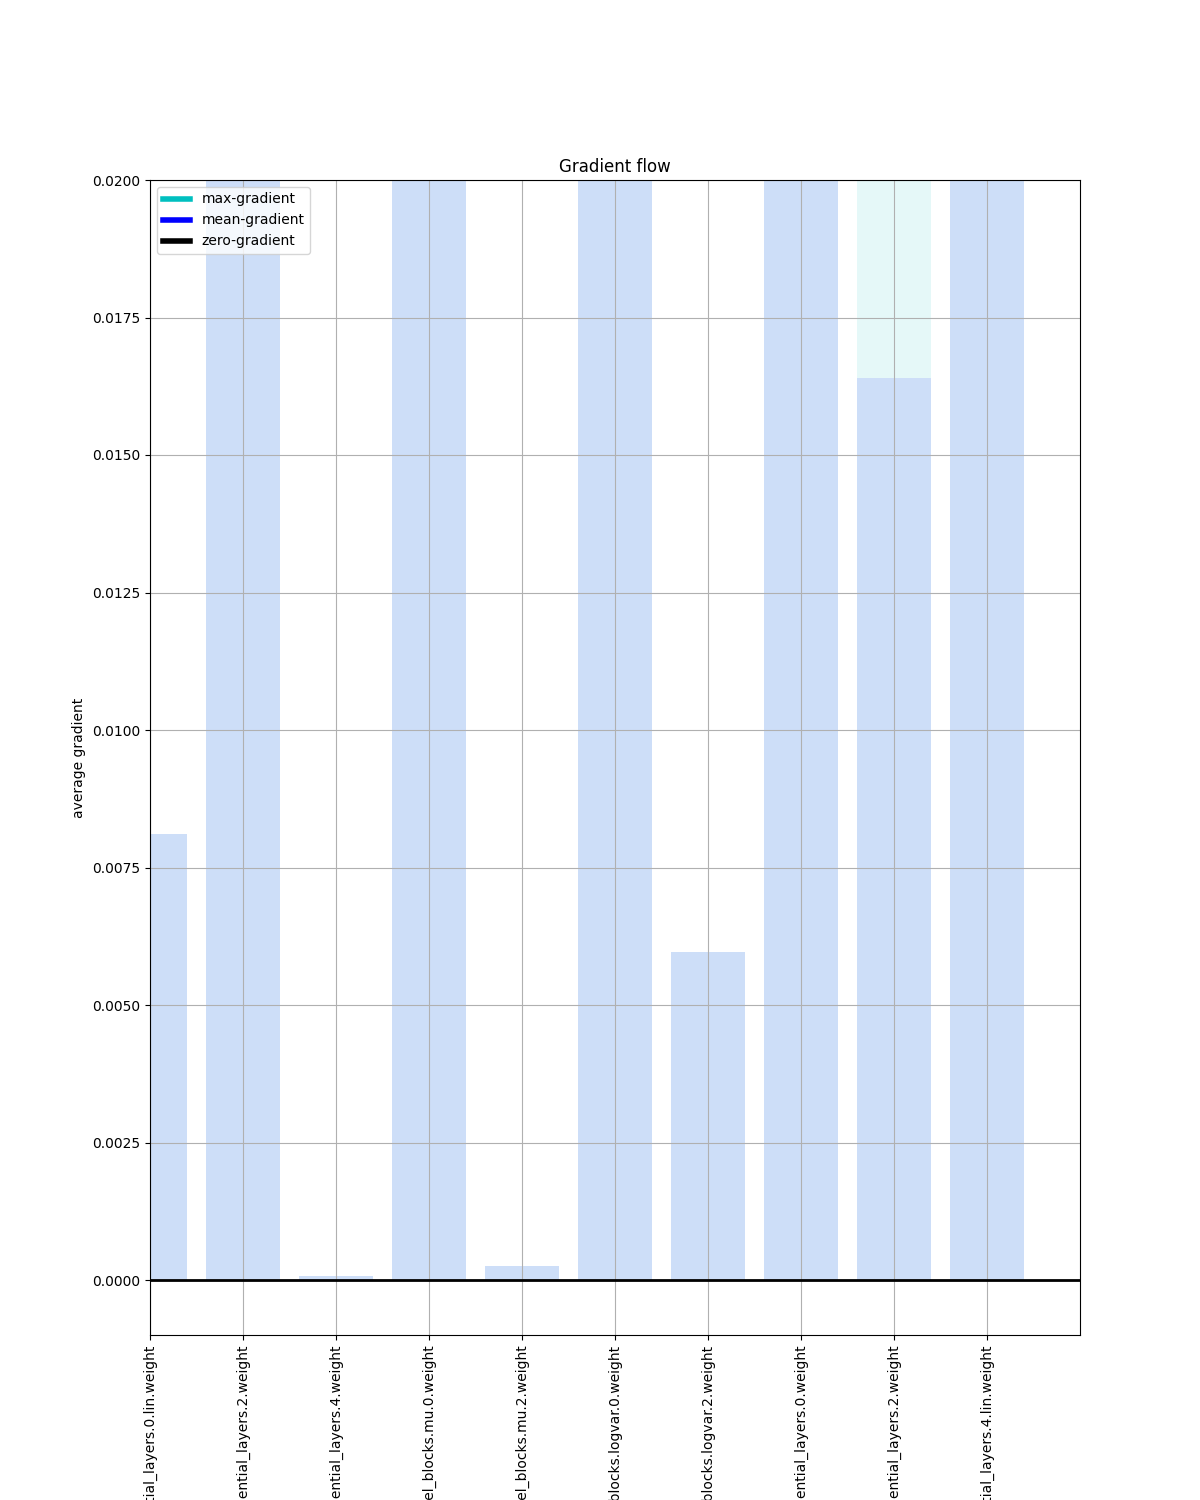 Gradient flow
max-gradient
mean-gradient
zero-gradient
0.0200
0.0175
0.0150
0.0125
0.0100
0.0075
0.0050
0.0025
0.0000
average gradient
tial_layers.0.lin.weight
ential_layers.2.weight
ential_layers.4.weight
el_blocks.mu.0.weight
el_blocks.mu.2.weight
blocks.logvar.0.weight
blocks.logvar.2.weight
ential_layers.0.weight
ential_layers.2.weight
tial_layers.4.lin.weight